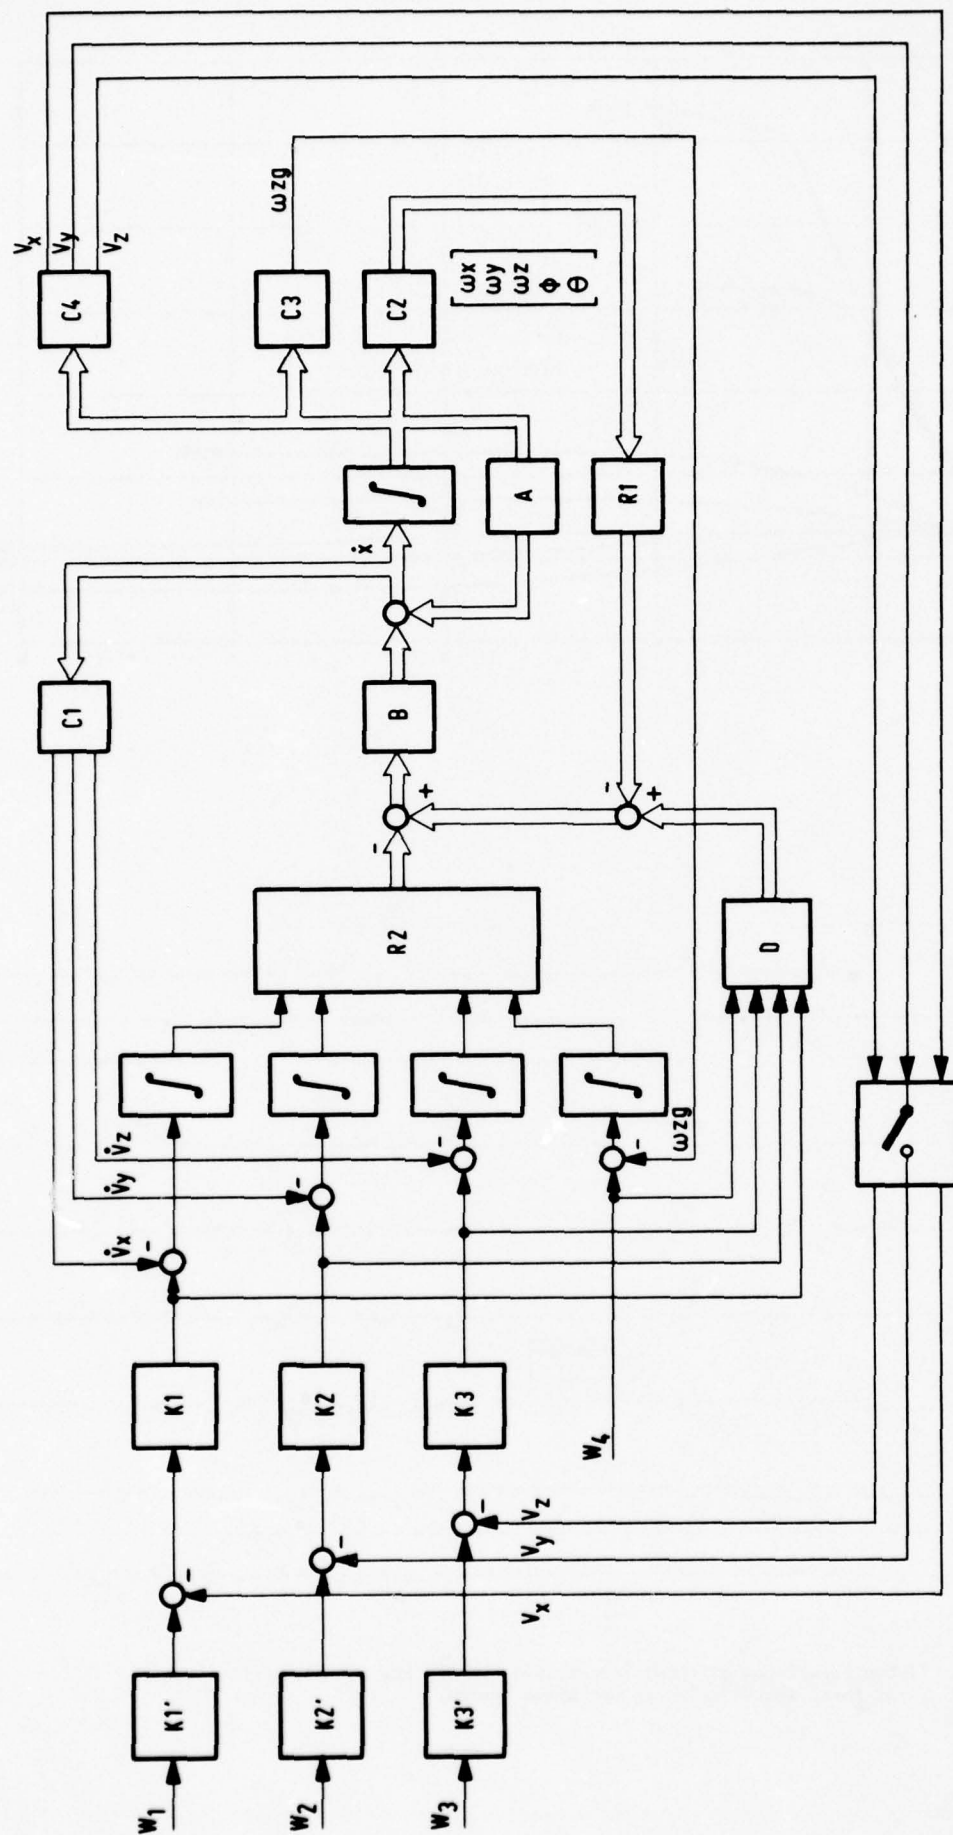 W1
K1'
K1
W2
K2'
K2
W3
K3'
K3
W4
-
-
-
Vx
Vy
Vz
-
-
-
-
V̇x
V̇y
V̇z
ωzg
R2
D
C1
-
+
-
+
B
ẋ
A
R1
C4
C3
C2
Vx
Vy
Vz
ωzg
ωx
ωy
ωz
ϕ
θ